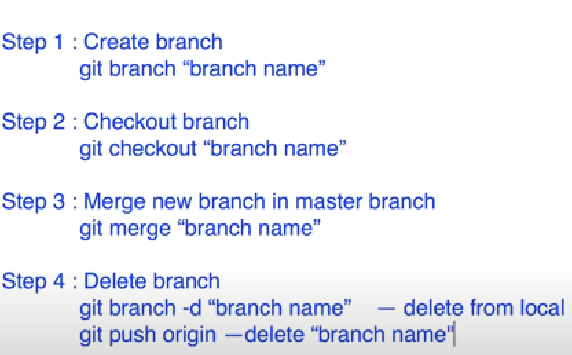 Step 1 : Create branch
git branch “branch name”
Step 2 : Checkout branch
git checkout “branch name”
Step 3 : Merge new branch in master branch
git merge “branch name”
Step 4 : Delete branch
git branch -d “branch name” — delete from local
git push origin —delete “branch name"